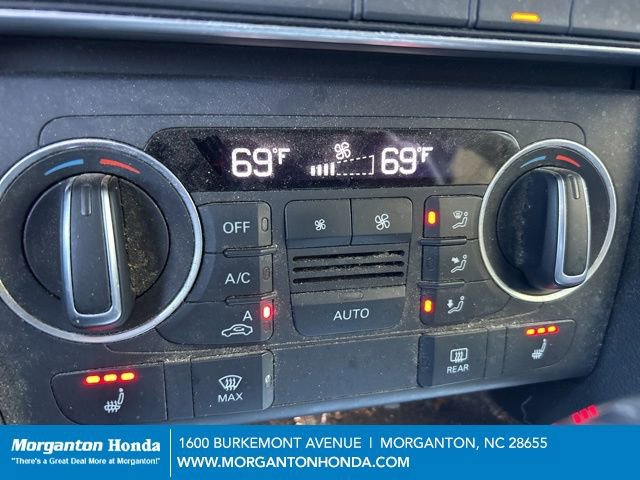 69°F 69°F
OFF
A/C
A
AUTO
MAX
REAR
Morganton Honda
"There's a Great Deal More at Morganton!"
1600 BURKEMONT AVENUE | MORGANTON, NC 28655
WWW.MORGANTONHONDA.COM